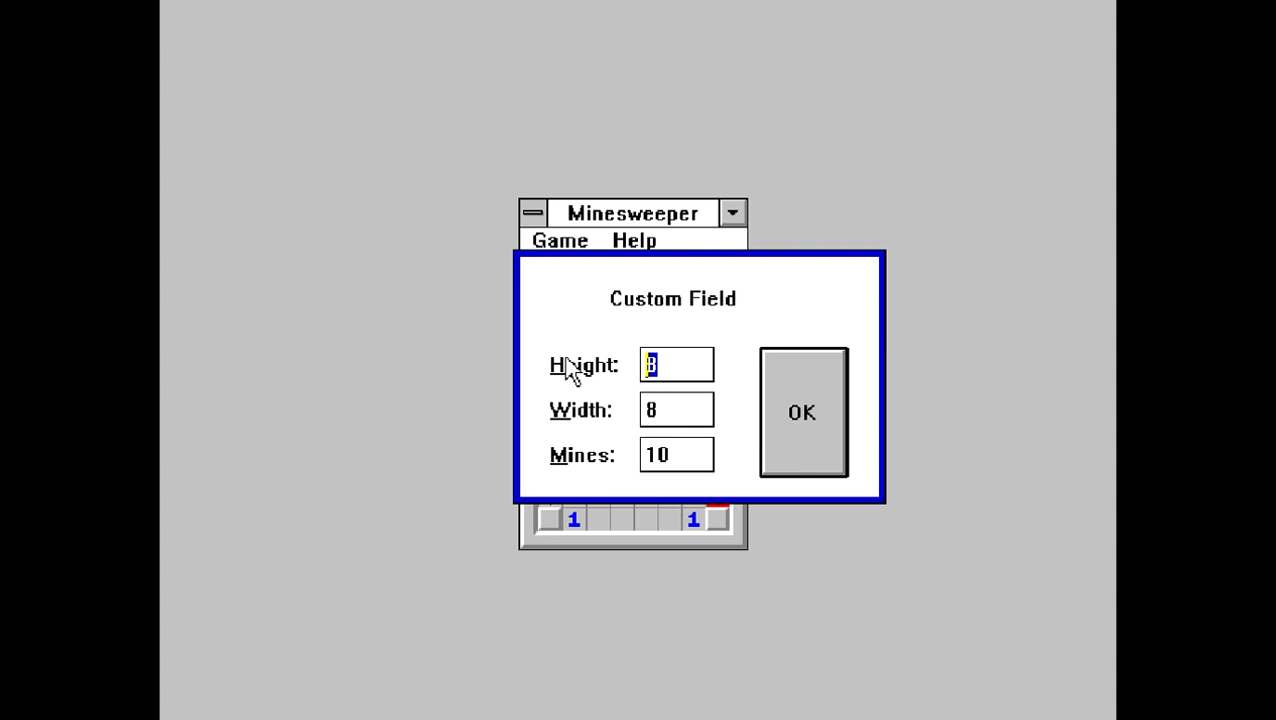 Minesweeper
Game Help
Custom Field
Height: 8
Width: 8
Mines: 10
OK
1 1